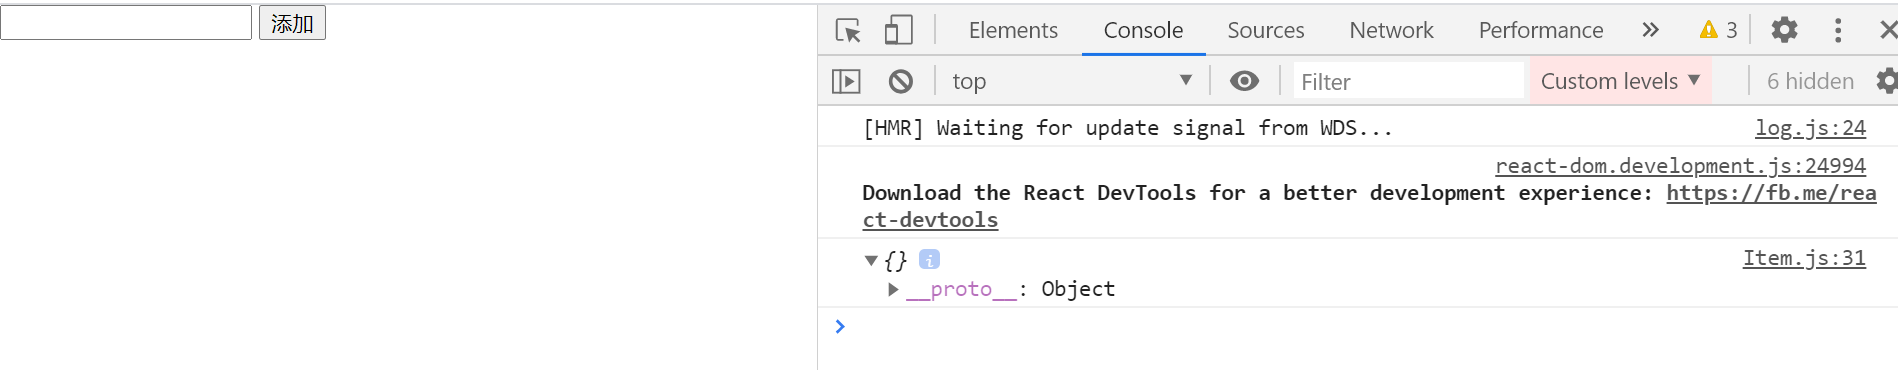 添加
Elements Console Sources Network Performance » 3
top ▼ Filter Custom levels ▼ 6 hidden
[HMR] Waiting for update signal from WDS... log.js:24
react-dom.development.js:24994
Download the React DevTools for a better development experience: https://fb.me/rea
ct-devtools
▼ {} i Item.js:31
▶ __proto__: Object
>